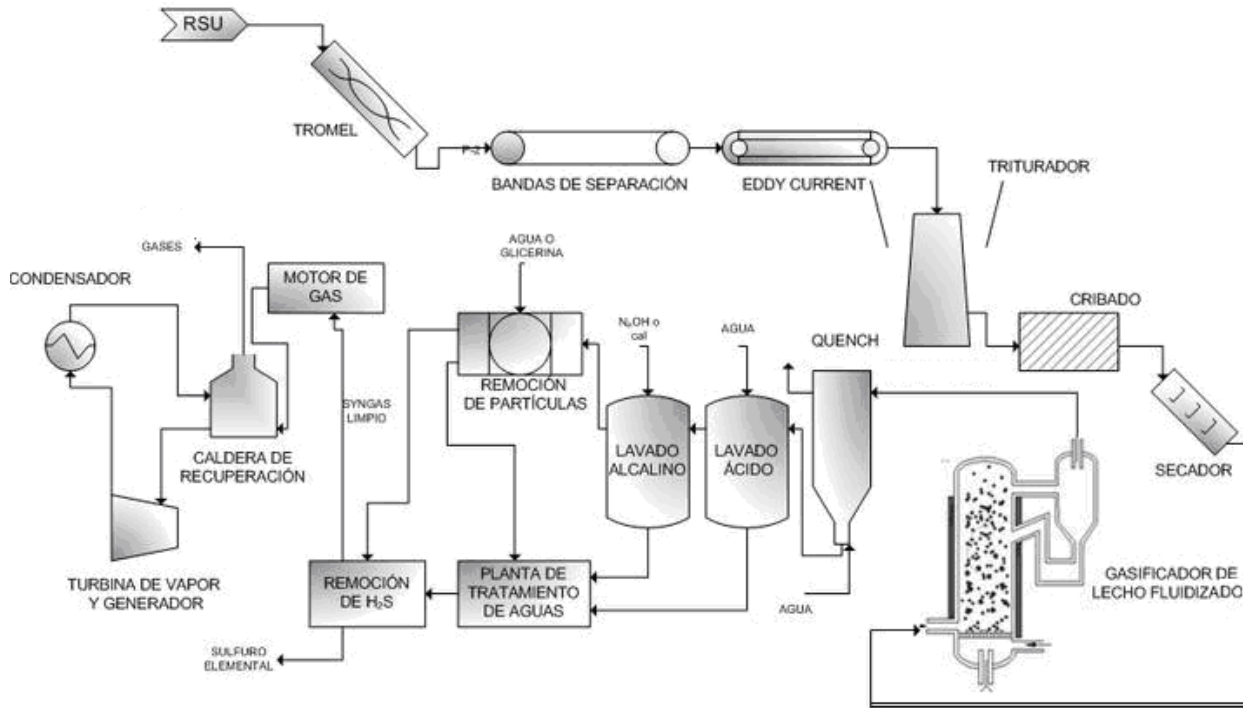 RSU
TROMEL
P-2
BANDAS DE SEPARACIÓN
EDDY CURRENT
TRITURADOR
GASES
CONDENSADOR
MOTOR DE
GAS
AGUA O
GLICERINA
NaOH o
cal
AGUA
QUENCH
CRIBADO
REMOCIÓN
DE PARTÍCULAS
SYNGAS
LIMPIO
LAVADO
ALCALINO
LAVADO
ÁCIDO
SECADOR
CALDERA DE
RECUPERACIÓN
TURBINA DE VAPOR
Y GENERADOR
REMOCIÓN
DE H₂S
PLANTA DE
TRATAMIENTO
DE AGUAS
AGUA
GASIFICADOR DE
LECHO FLUIDIZADO
SULFURO
ELEMENTAL